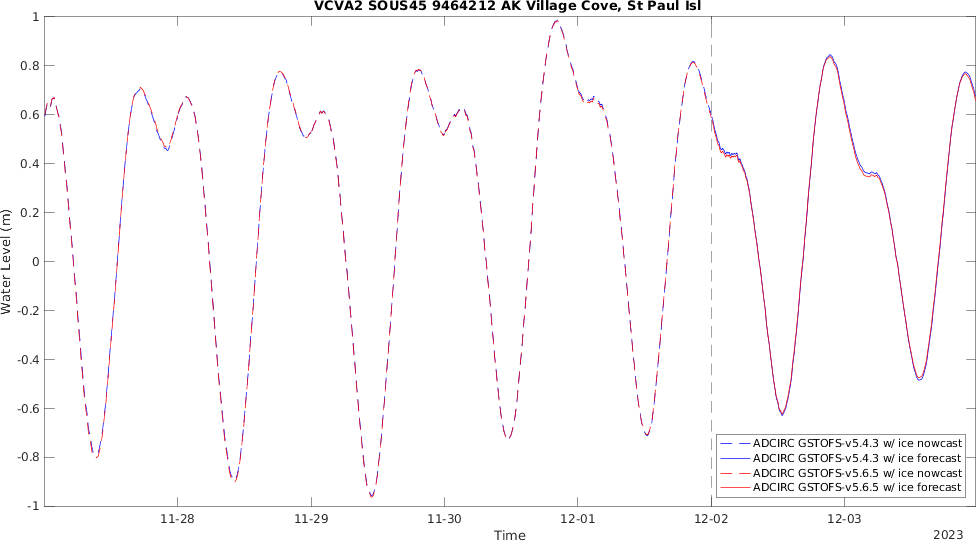 VCVA2 SOUS45 9464212 AK Village Cove, St Paul Isl
1
0.8
0.6
0.4
0.2
0
-0.2
-0.4
-0.6
-0.8
-1
Water Level (m)
11-28
11-29
11-30
12-01
12-02
12-03
Time
2023
ADCIRC GSTOFS-v5.4.3 w/ ice nowcast
ADCIRC GSTOFS-v5.4.3 w/ ice forecast
ADCIRC GSTOFS-v5.6.5 w/ ice nowcast
ADCIRC GSTOFS-v5.6.5 w/ ice forecast